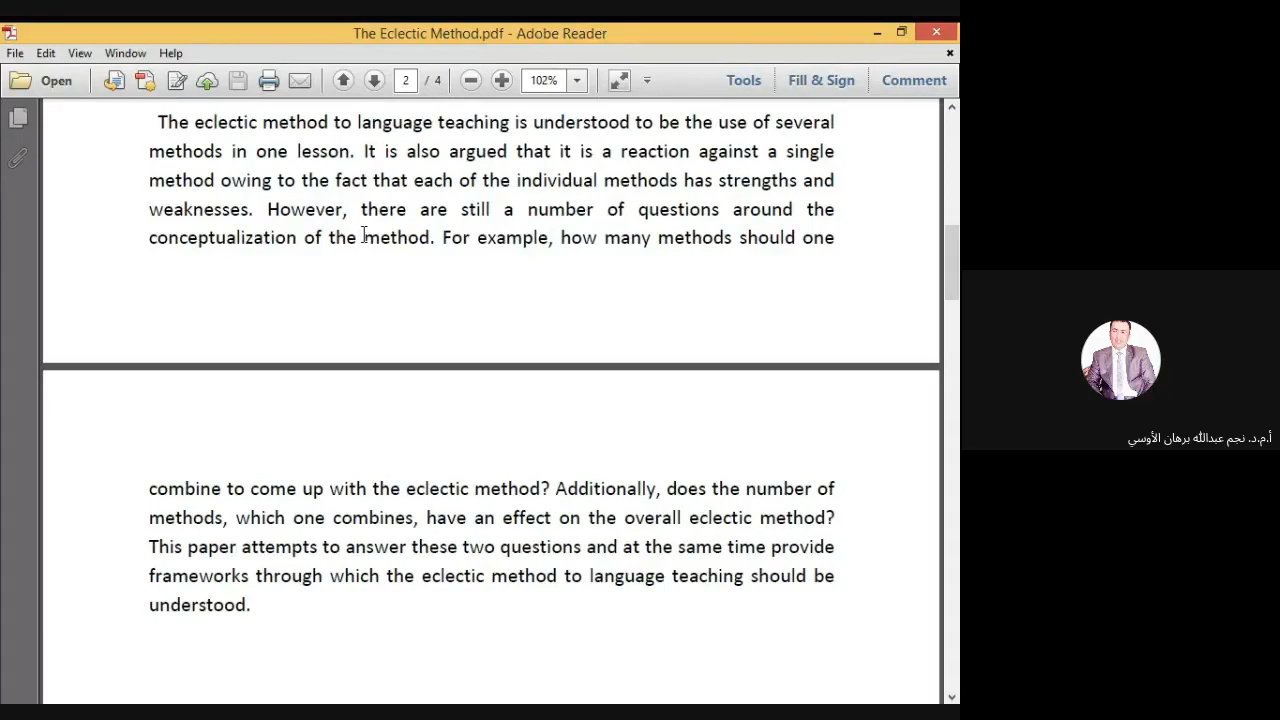 The Eclectic Method.pdf - Adobe Reader
File Edit View Window Help
Open 2 / 4 102% Tools Fill & Sign Comment
The eclectic method to language teaching is understood to be the use of several
methods in one lesson. It is also argued that it is a reaction against a single
method owing to the fact that each of the individual methods has strengths and
weaknesses. However, there are still a number of questions around the
conceptualization of the method. For example, how many methods should one
combine to come up with the eclectic method? Additionally, does the number of
methods, which one combines, have an effect on the overall eclectic method?
This paper attempts to answer these two questions and at the same time provide
frameworks through which the eclectic method to language teaching should be
understood.
أ.م.د. نجم عبدالله برهان الأوسي